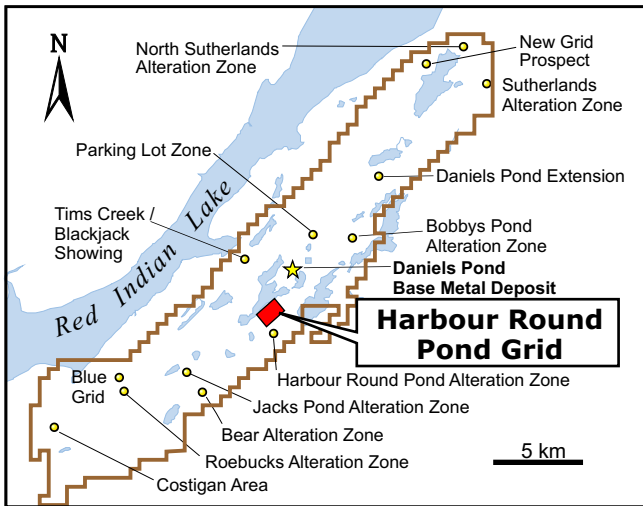 N
North Sutherlands
Alteration Zone
New Grid
Prospect
Sutherlands
Alteration Zone
Parking Lot Zone
Daniels Pond Extension
Tims Creek /
Blackjack
Showing
Bobbys Pond
Alteration Zone
Red Indian Lake
Daniels Pond
Base Metal Deposit
Harbour Round
Pond Grid
Blue
Grid
Harbour Round Pond Alteration Zone
Jacks Pond Alteration Zone
Bear Alteration Zone
Roebucks Alteration Zone
Costigan Area
5 km